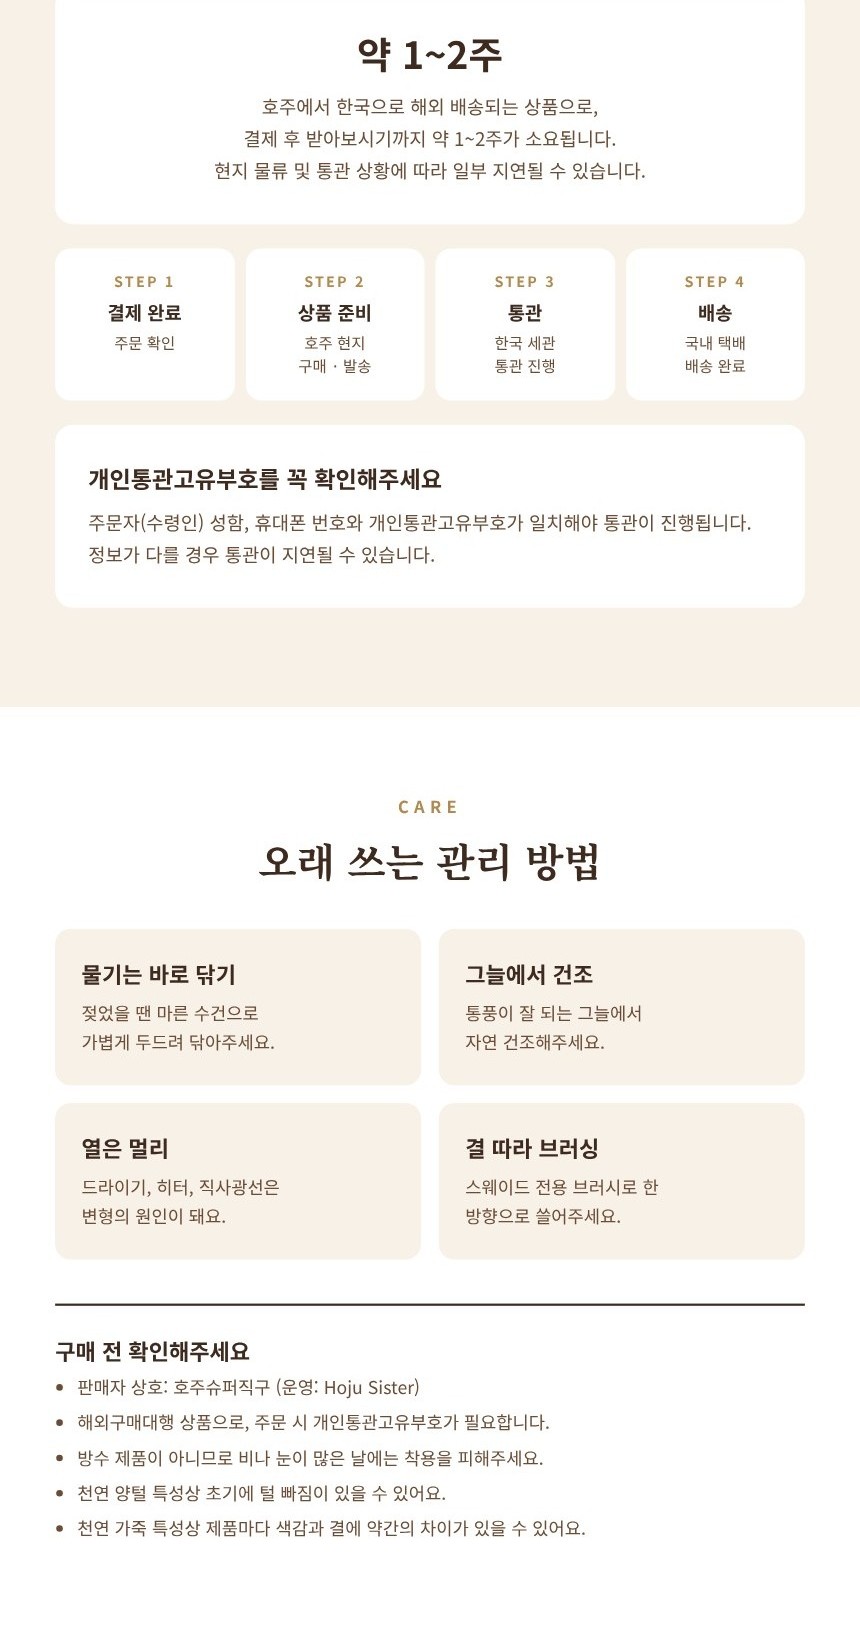 약 1~2주
호주에서 한국으로 해외 배송되는 상품으로,
결제 후 받아보시기까지 약 1~2주가 소요됩니다.
현지 물류 및 통관 상황에 따라 일부 지연될 수 있습니다.
STEP 1
결제 완료
주문 확인
STEP 2
상품 준비
호주 현지
구매 · 발송
STEP 3
통관
한국 세관
통관 진행
STEP 4
배송
국내 택배
배송 완료
개인통관고유부호를 꼭 확인해주세요
주문자(수령인) 성함, 휴대폰 번호와 개인통관고유부호가 일치해야 통관이 진행됩니다.
정보가 다를 경우 통관이 지연될 수 있습니다.
CARE
오래 쓰는 관리 방법
물기는 바로 닦기
젖었을 땐 마른 수건으로
가볍게 두드려 닦아주세요.
그늘에서 건조
통풍이 잘 되는 그늘에서
자연 건조해주세요.
열은 멀리
드라이기, 히터, 직사광선은
변형의 원인이 돼요.
결 따라 브러싱
스웨이드 전용 브러시로 한
방향으로 쓸어주세요.
구매 전 확인해주세요
• 판매자 상호: 호주슈퍼직구 (운영: Hoju Sister)
• 해외구매대행 상품으로, 주문 시 개인통관고유부호가 필요합니다.
• 방수 제품이 아니므로 비나 눈이 많은 날에는 착용을 피해주세요.
• 천연 양털 특성상 초기에 털 빠짐이 있을 수 있어요.
• 천연 가죽 특성상 제품마다 색감과 결에 약간의 차이가 있을 수 있어요.